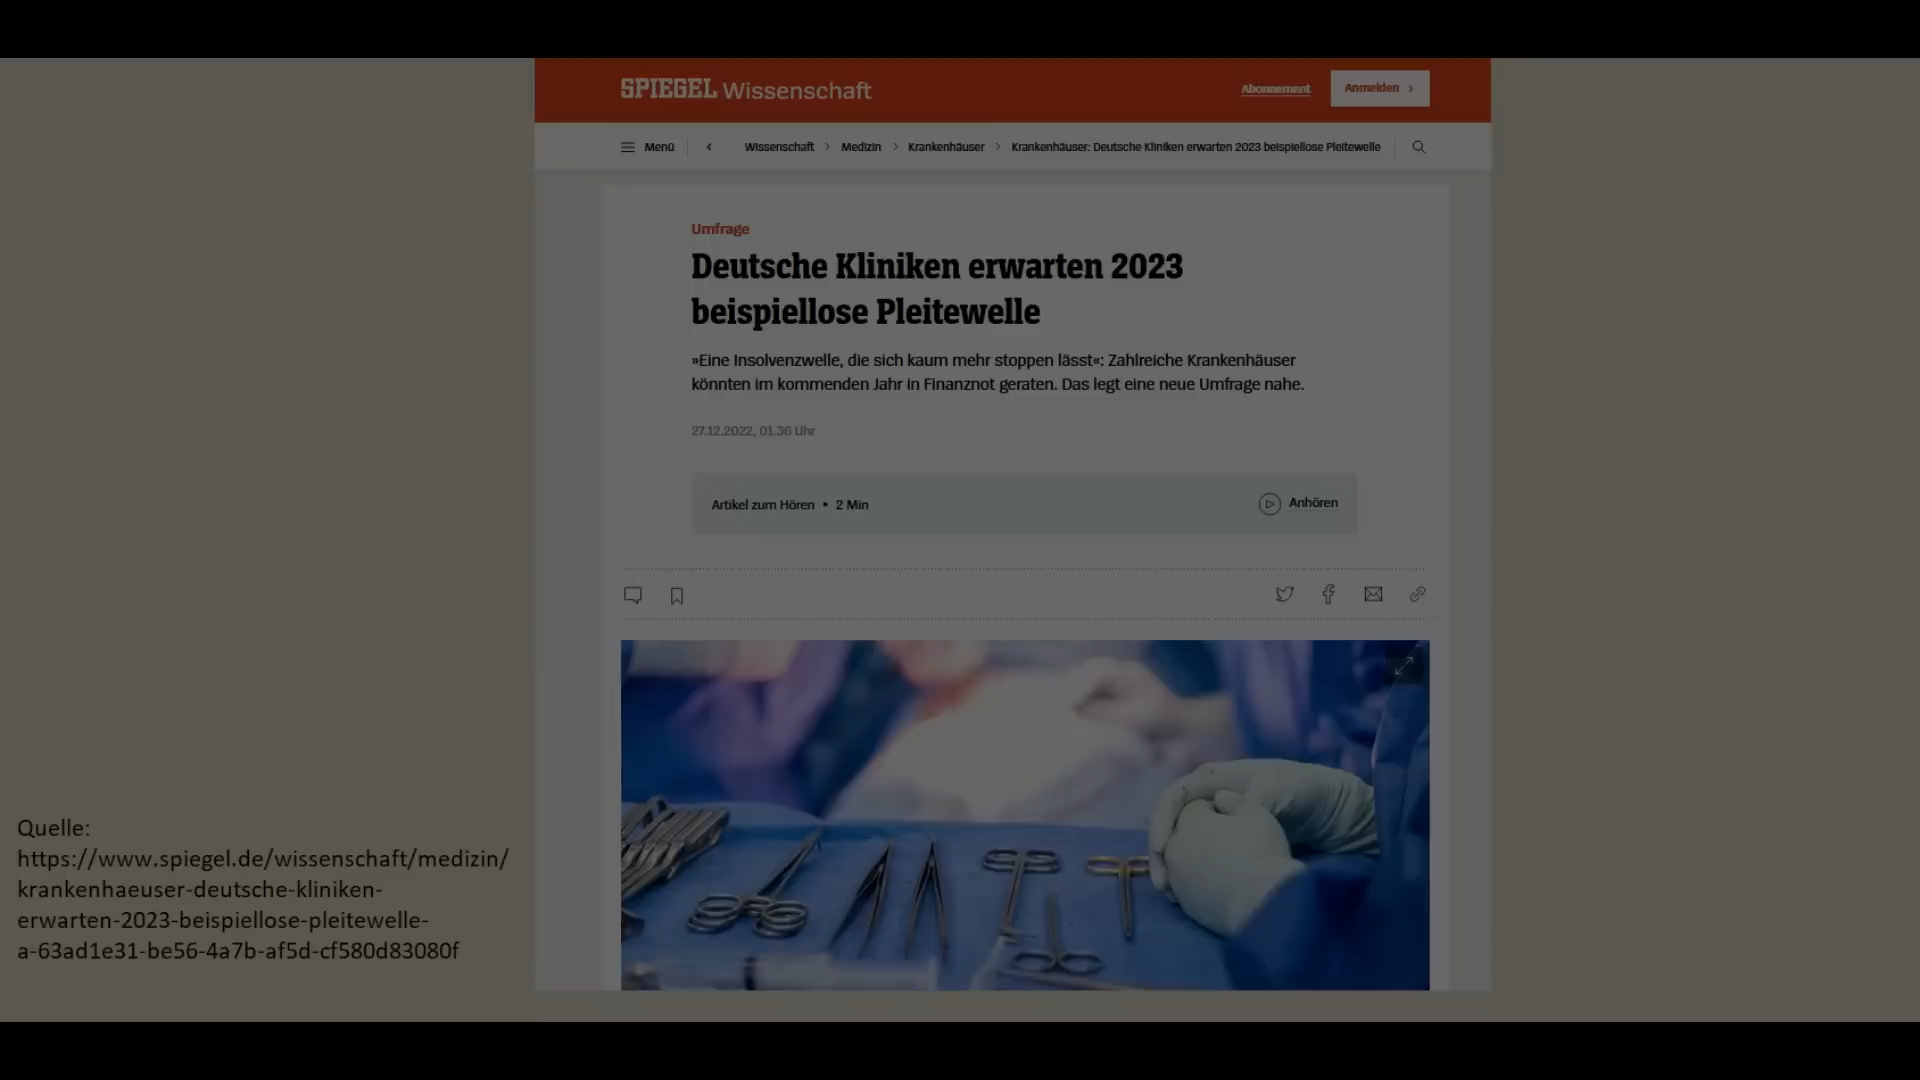 SPIEGEL Wissenschaft
Abonnement
Anmelden
Menü
Wissenschaft
Medizin
Krankenhäuser
Krankenhäuser: Deutsche Kliniken erwarten 2023 beispiellose Pleitewelle
Umfrage
Deutsche Kliniken erwarten 2023
beispiellose Pleitewelle
»Eine Insolvenzwelle, die sich kaum mehr stoppen lässt«: Zahlreiche Krankenhäuser
könnten im kommenden Jahr in Finanznot geraten. Das legt eine neue Umfrage nahe.
27.12.2022, 01.36 Uhr
Artikel zum Hören • 2 Min
Anhören
Quelle:
https://www.spiegel.de/wissenschaft/medizin/
krankenhaeuser-deutsche-kliniken-
erwarten-2023-beispiellose-pleitewelle-
a-63ad1e31-be56-4a7b-af5d-cf580d83080f